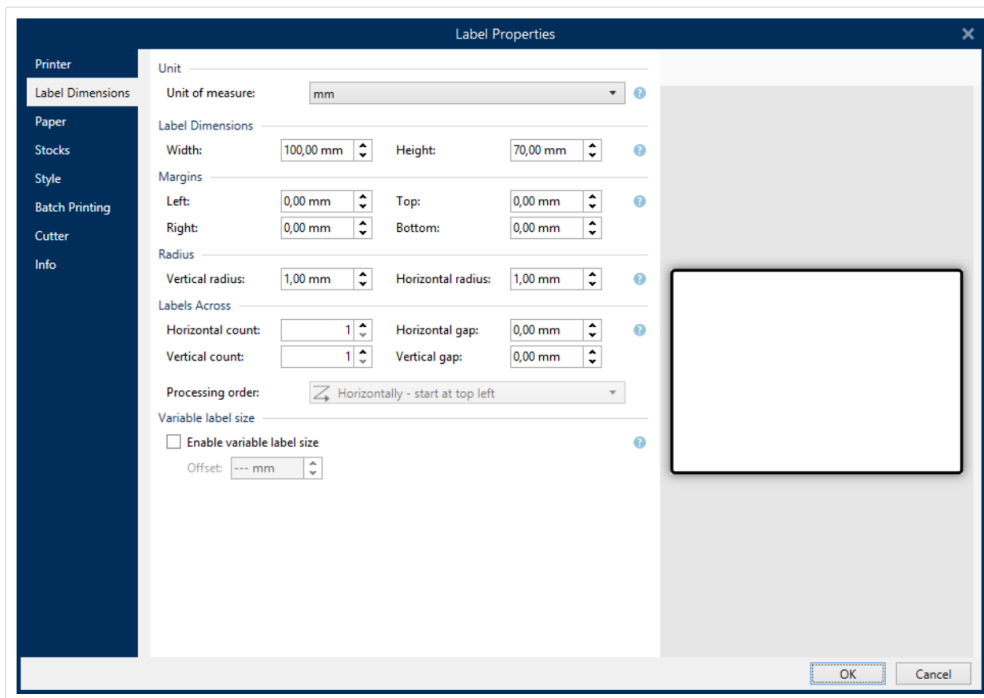 Label Properties
Printer
Label Dimensions
Paper
Stocks
Style
Batch Printing
Cutter
Info
Unit
Unit of measure: mm
Label Dimensions
Width: 100,00 mm Height: 70,00 mm
Margins
Left: 0,00 mm Top: 0,00 mm
Right: 0,00 mm Bottom: 0,00 mm
Radius
Vertical radius: 1,00 mm Horizontal radius: 1,00 mm
Labels Across
Horizontal count: 1 Horizontal gap: 0,00 mm
Vertical count: 1 Vertical gap: 0,00 mm
Processing order: Horizontally - start at top left
Variable label size
Enable variable label size
Offset: --- mm
OK Cancel